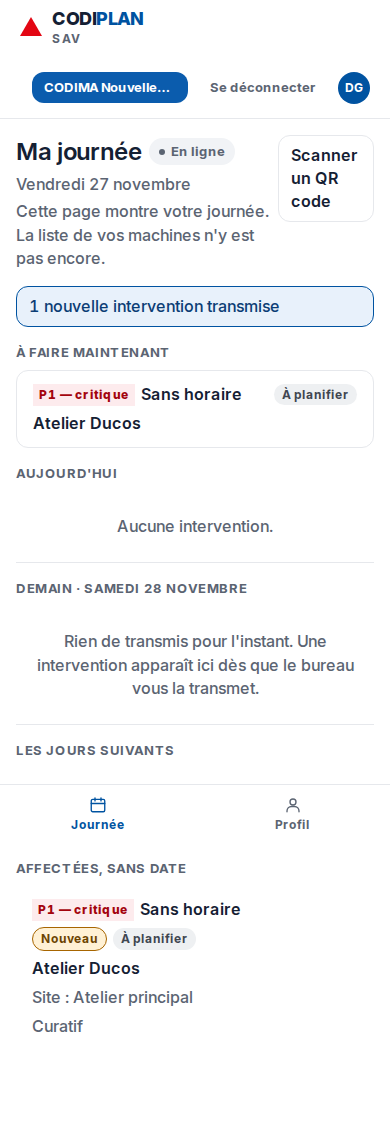 CODIPLAN
SAV
CODIMA Nouvelle...
Se déconnecter
DG
Ma journée
En ligne
Scanner
un QR
code
Vendredi 27 novembre
Cette page montre votre journée.
La liste de vos machines n'y est
pas encore.
1 nouvelle intervention transmise
À FAIRE MAINTENANT
P1 — critique Sans horaire
À planifier
Atelier Ducos
AUJOURD'HUI
Aucune intervention.
DEMAIN · SAMEDI 28 NOVEMBRE
Rien de transmis pour l'instant. Une
intervention apparaît ici dès que le bureau
vous la transmet.
LES JOURS SUIVANTS
Journée
Profil
AFFECTÉES, SANS DATE
P1 — critique Sans horaire
Nouveau À planifier
Atelier Ducos
Site : Atelier principal
Curatif